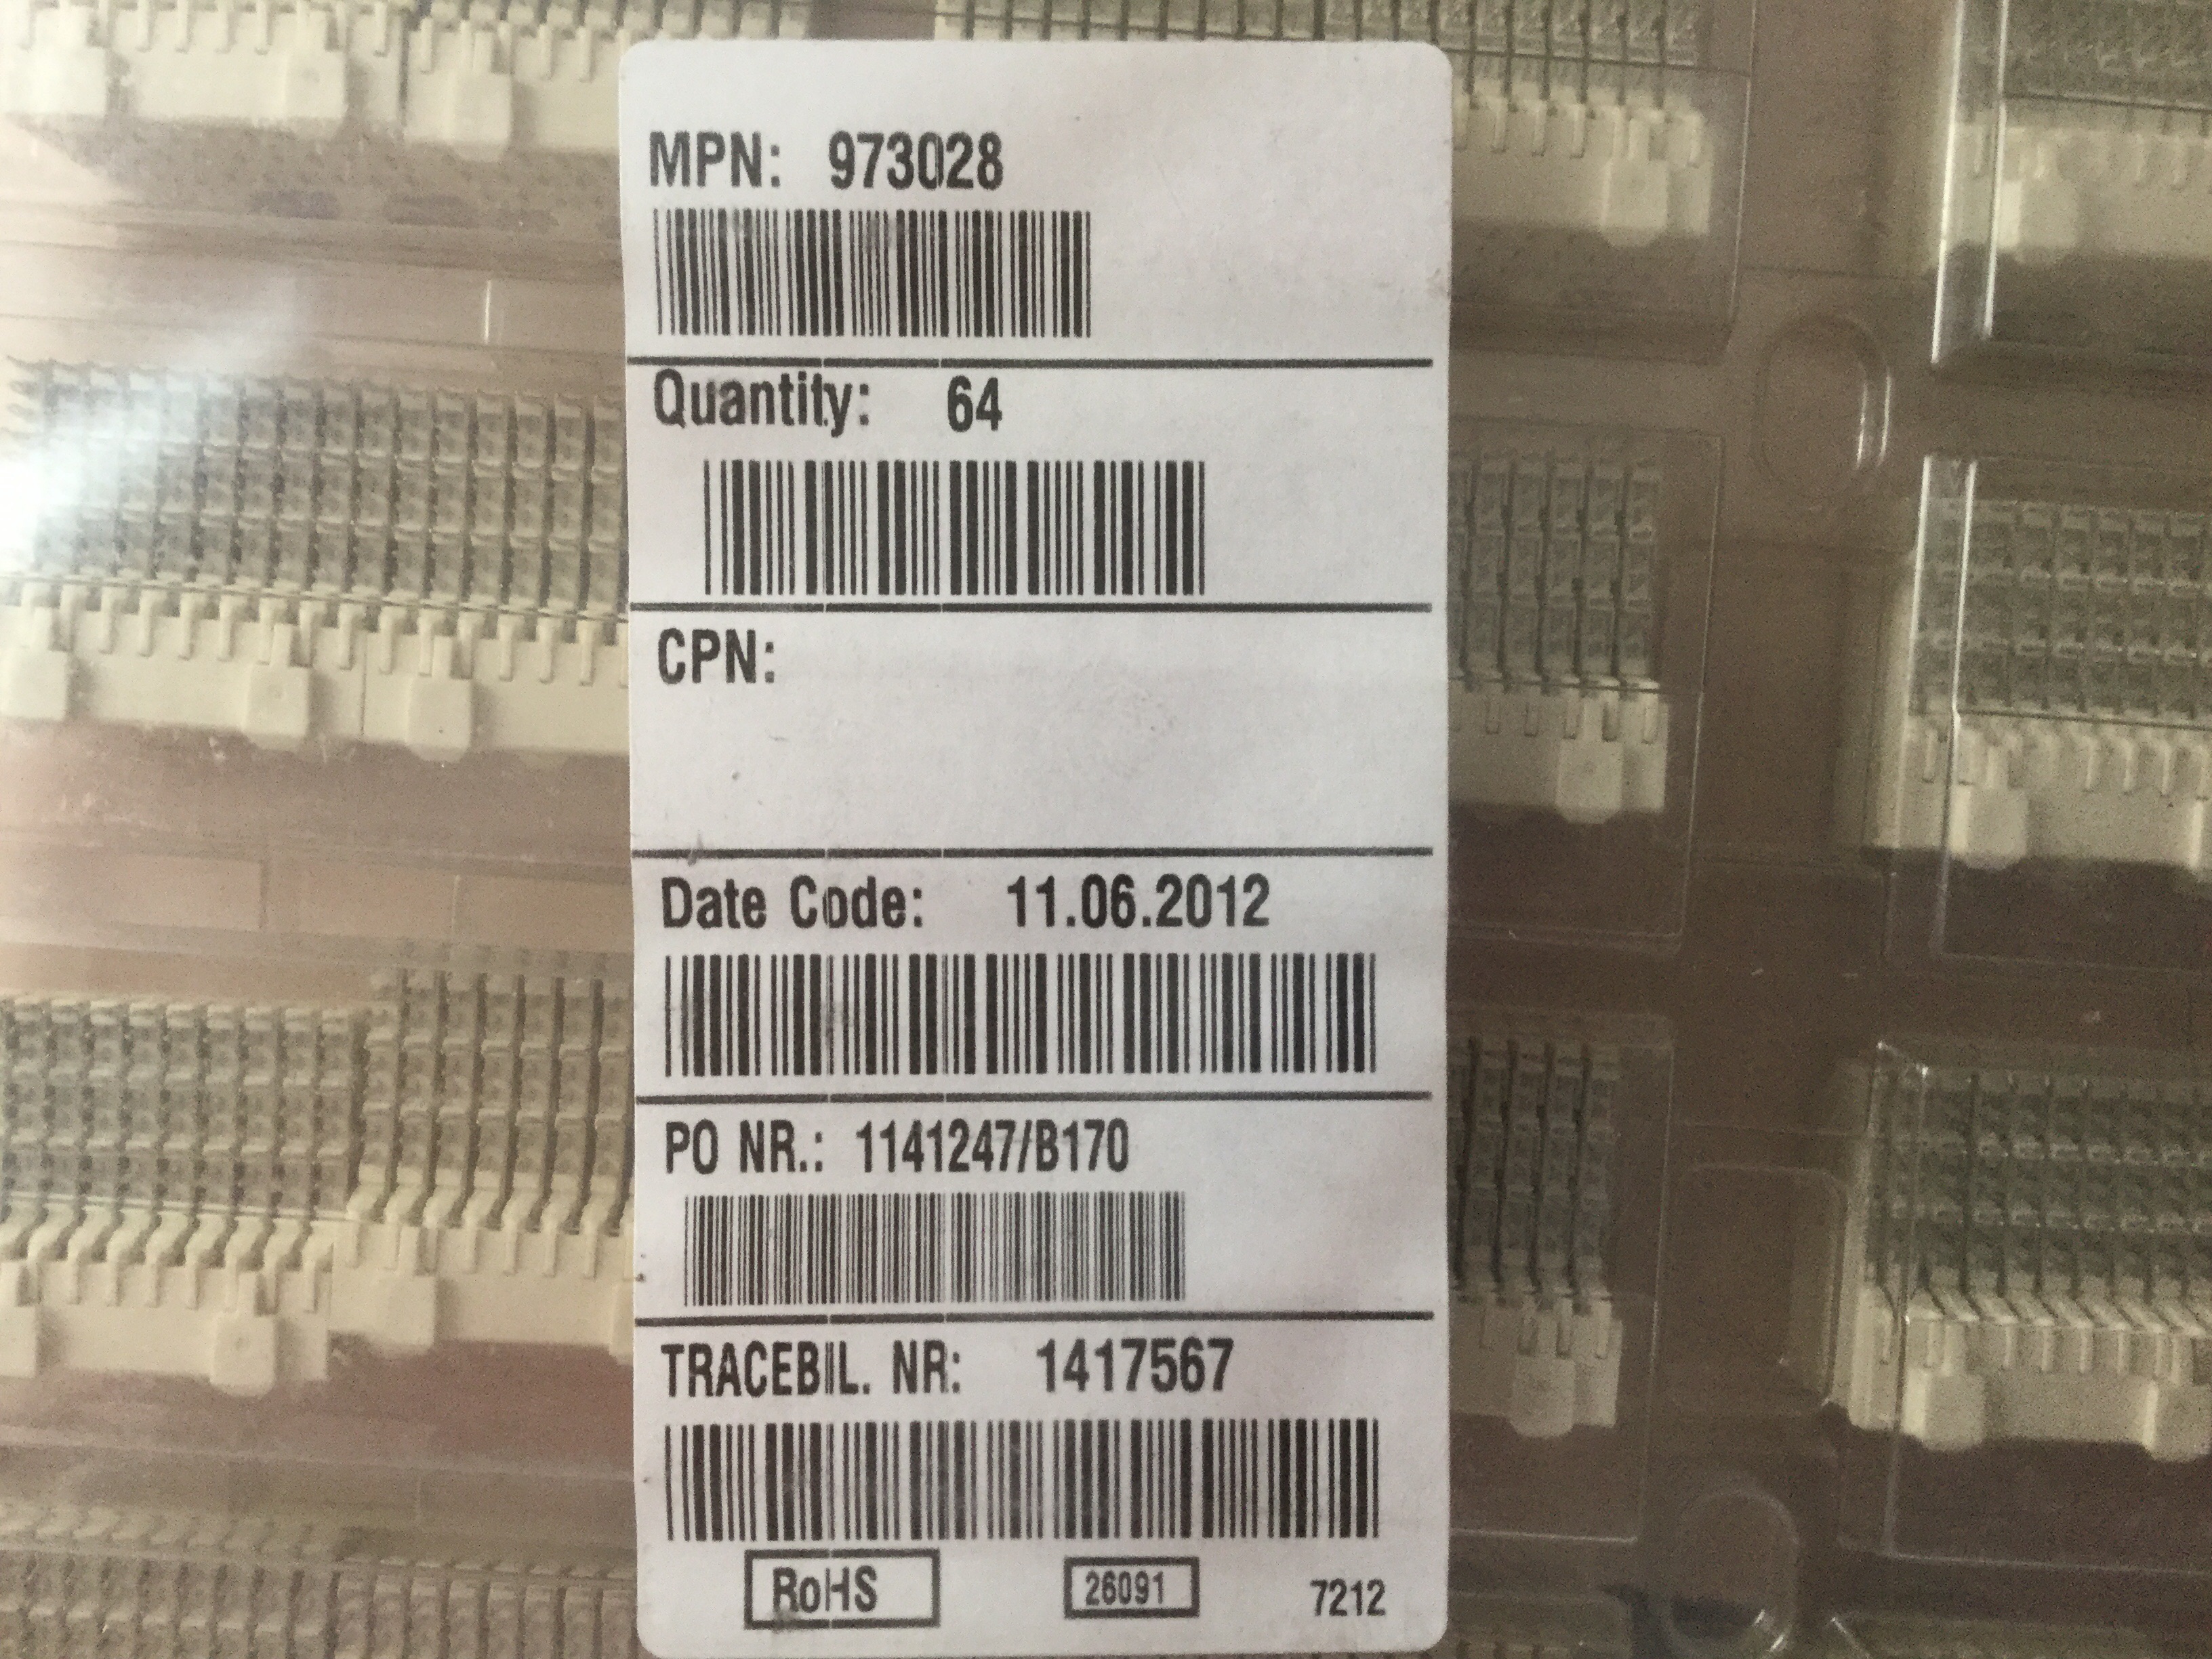 MPN: 973028
Quantity: 64
CPN:
Date Code: 11.06.2012
PO NR.: 1141247/B170
TRACEBIL. NR: 1417567
RoHS 26091 7212